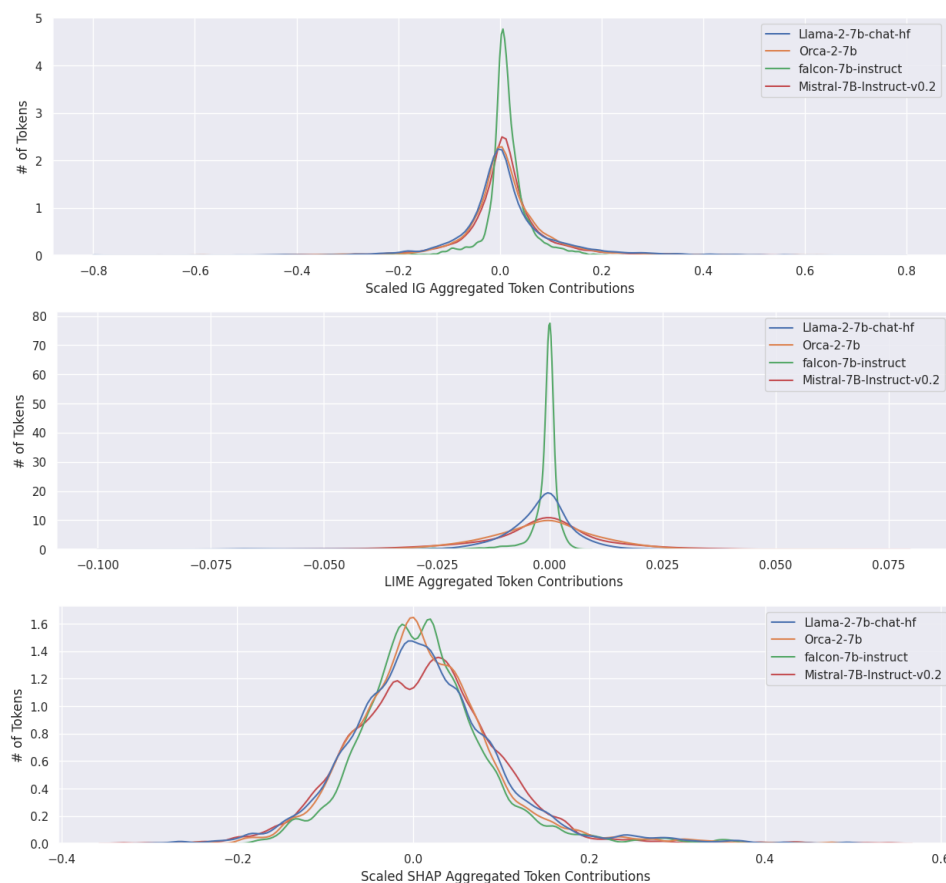 5
4
3
2
1
0
# of Tokens
Llama-2-7b-chat-hf
Orca-2-7b
falcon-7b-instruct
Mistral-7B-Instruct-v0.2
−0.8 −0.6 −0.4 −0.2 0.0 0.2 0.4 0.6 0.8
Scaled IG Aggregated Token Contributions
80
70
60
50
40
30
20
10
0
# of Tokens
Llama-2-7b-chat-hf
Orca-2-7b
falcon-7b-instruct
Mistral-7B-Instruct-v0.2
−0.100 −0.075 −0.050 −0.025 0.000 0.025 0.050 0.075
LIME Aggregated Token Contributions
1.6
1.4
1.2
1.0
0.8
0.6
0.4
0.2
0.0
# of Tokens
Llama-2-7b-chat-hf
Orca-2-7b
falcon-7b-instruct
Mistral-7B-Instruct-v0.2
−0.4 −0.2 0.0 0.2 0.4 0.6
Scaled SHAP Aggregated Token Contributions